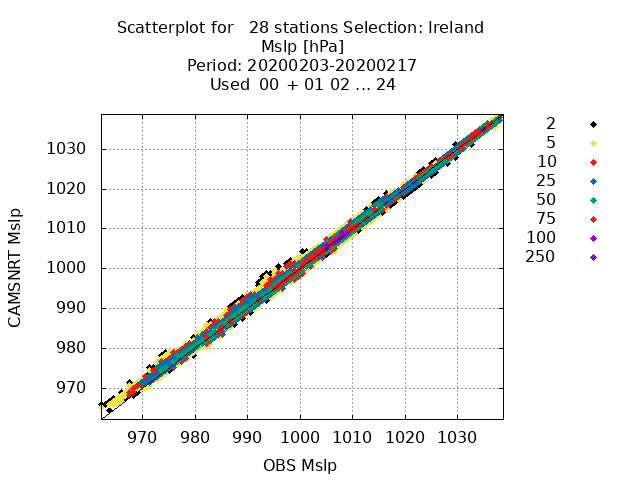 Scatterplot for   28 stations Selection: Ireland
Mslp [hPa]
Period: 20200203-20200217
Used  00  + 01 02 ... 24
2
5
10
25
50
75
100
250
1030
1020
1010
1000
990
980
970
CAMSNRT Mslp
970 980 990 1000 1010 1020 1030
OBS Mslp